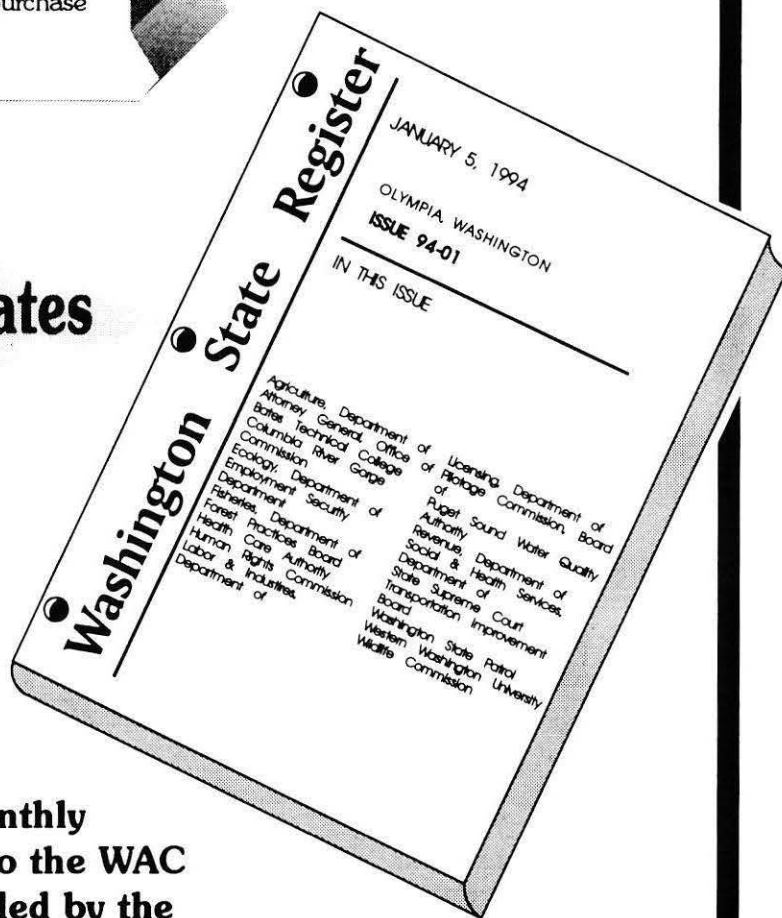 urchase
ates
Washington State Register
JANUARY 5, 1994
OLYMPIA, WASHINGTON
ISSUE 94-01
IN THIS ISSUE
Agriculture, Department of
Attorney General, Office of
Bates Technical College
Columbia River Gorge
Commission
Ecology, Department of
Employment Security
Department
Fisheries, Department of
Forest Practices Board
Health Care Authority
Human Rights Commission
Labor & Industries,
Department of
Licensing, Department of
Pilotage Commission, Board
of
Puget Sound Water Quality
Authority
Revenue, Department of
Social & Health Services,
Department of
State Supreme Court
Transportation Improvement
Board
Washington State Patrol
Western Washington University
Wildlife Commission
nthly
o the WAC
led by the